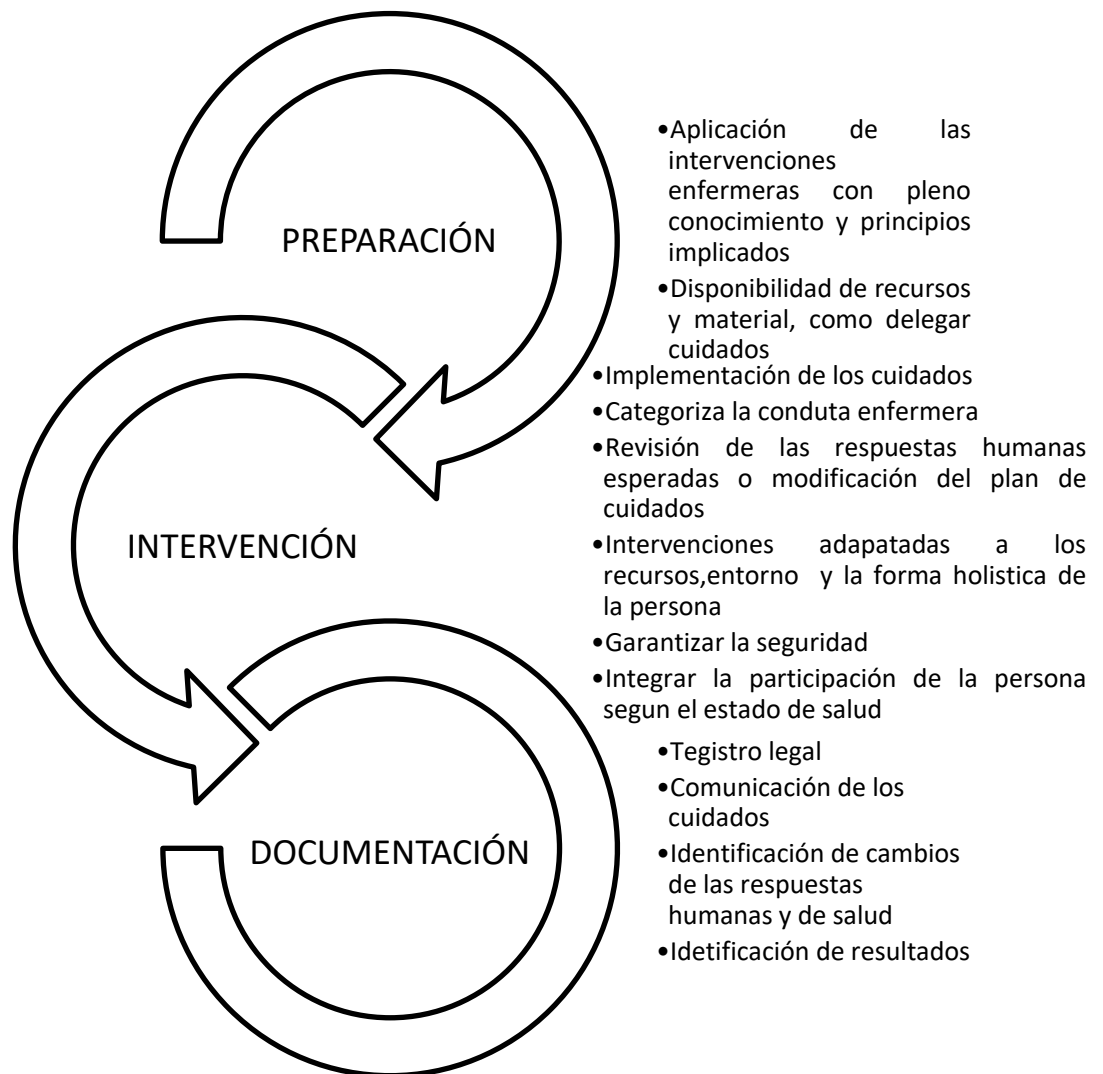 PREPARACIÓN
•Aplicación de las
intervenciones
enfermeras con pleno
conocimiento y principios
implicados
•Disponibilidad de recursos
y material, como delegar
cuidados
INTERVENCIÓN
•Implementación de los cuidados
•Categoriza la conduta enfermera
•Revisión de las respuestas humanas
esperadas o modificación del plan de
cuidados
•Intervenciones adapatadas a los
recursos,entorno y la forma holistica de
la persona
•Garantizar la seguridad
•Integrar la participación de la persona
segun el estado de salud
DOCUMENTACIÓN
•Tegistro legal
•Comunicación de los
cuidados
•Identificación de cambios
de las respuestas
humanas y de salud
•Idetificación de resultados